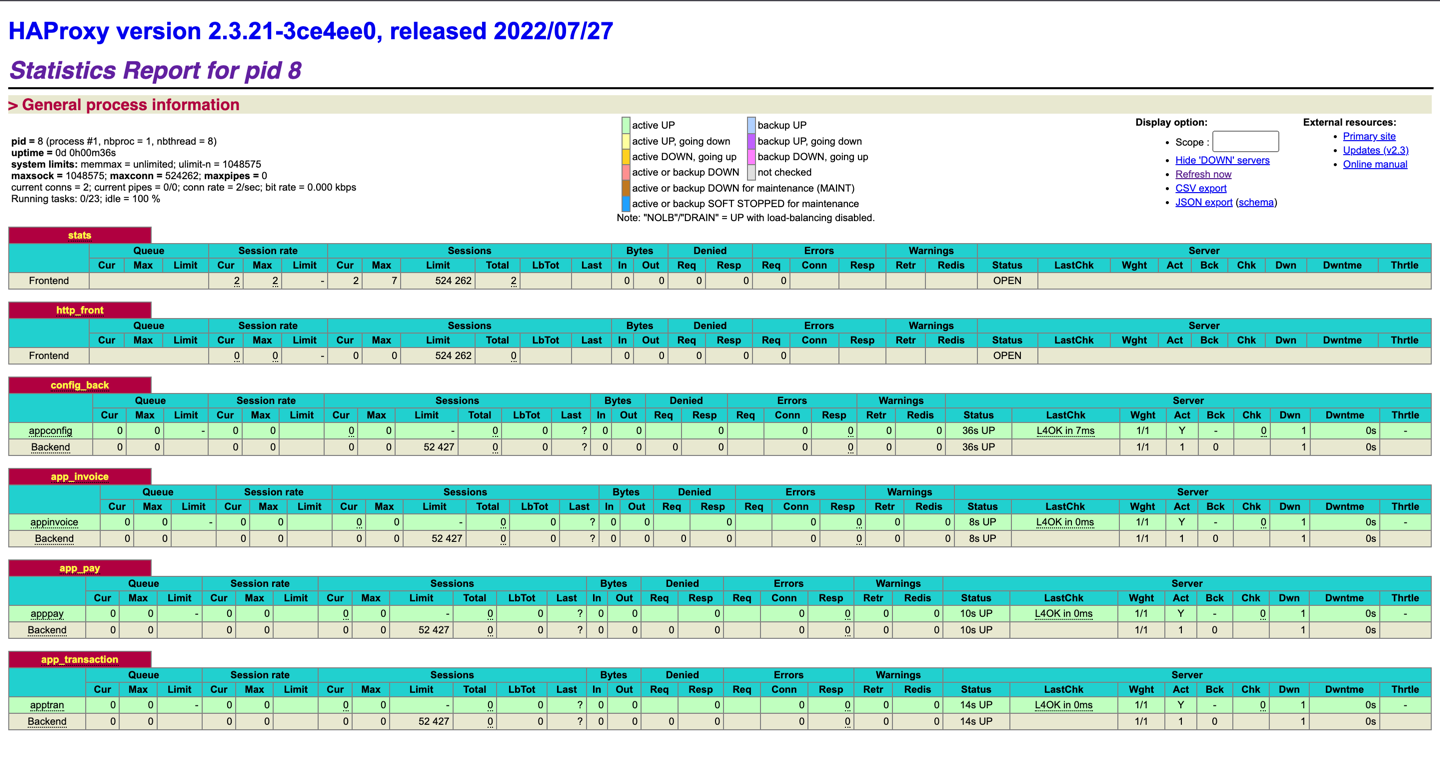 HAProxy version 2.3.21-3ce4ee0, released 2022/07/27
Statistics Report for pid 8
> General process information
pid = 8 (process #1, nbproc = 1, nbthread = 8)
uptime = 0d 0h00m36s
system limits: memmax = unlimited; ulimit-n = 1048575
maxsock = 1048575; maxconn = 524262; maxpipes = 0
current conns = 2; current pipes = 0/0; conn rate = 2/sec; bit rate = 0.000 kbps
Running tasks: 0/23; idle = 100 %
active UP backup UP
active UP, going down backup UP, going down
active DOWN, going up backup DOWN, going up
active or backup DOWN not checked
active or backup DOWN for maintenance (MAINT)
active or backup SOFT STOPPED for maintenance
Note: "NOLB"/"DRAIN" = UP with load-balancing disabled.
Display option:
• Scope :
• Hide 'DOWN' servers
• Refresh now
• CSV export
• JSON export (schema)
External resources:
• Primary site
• Updates (v2.3)
• Online manual
stats
Queue Session rate Sessions Bytes Denied Errors Warnings Server
Cur Max Limit Cur Max Limit Cur Max Limit Total LbTot Last In Out Req Resp Req Conn Resp Retr Redis Status LastChk Wght Act Bck Chk Dwn Dwntme Thrtle
Frontend 2 2 - 2 7 524 262 2 0 0 0 0 0 OPEN
http_front
Queue Session rate Sessions Bytes Denied Errors Warnings Server
Cur Max Limit Cur Max Limit Cur Max Limit Total LbTot Last In Out Req Resp Req Conn Resp Retr Redis Status LastChk Wght Act Bck Chk Dwn Dwntme Thrtle
Frontend 0 0 - 0 0 524 262 0 0 0 0 0 0 OPEN
config_back
Queue Session rate Sessions Bytes Denied Errors Warnings Server
Cur Max Limit Cur Max Limit Cur Max Limit Total LbTot Last In Out Req Resp Req Conn Resp Retr Redis Status LastChk Wght Act Bck Chk Dwn Dwntme Thrtle
appconfig 0 0 - 0 0 0 0 - 0 0 ? 0 0 0 0 0 0 0 36s UP L4OK in 7ms 1/1 Y - 0 1 0s -
Backend 0 0 0 0 0 0 52 427 0 0 ? 0 0 0 0 0 0 0 0 36s UP 1/1 1 0 1 0s
app_invoice
Queue Session rate Sessions Bytes Denied Errors Warnings Server
Cur Max Limit Cur Max Limit Cur Max Limit Total LbTot Last In Out Req Resp Req Conn Resp Retr Redis Status LastChk Wght Act Bck Chk Dwn Dwntme Thrtle
appinvoice 0 0 - 0 0 0 0 - 0 0 ? 0 0 0 0 0 0 0 8s UP L4OK in 0ms 1/1 Y - 0 1 0s -
Backend 0 0 0 0 0 0 52 427 0 0 ? 0 0 0 0 0 0 0 0 8s UP 1/1 1 0 1 0s
app_pay
Queue Session rate Sessions Bytes Denied Errors Warnings Server
Cur Max Limit Cur Max Limit Cur Max Limit Total LbTot Last In Out Req Resp Req Conn Resp Retr Redis Status LastChk Wght Act Bck Chk Dwn Dwntme Thrtle
apppay 0 0 - 0 0 0 0 - 0 0 ? 0 0 0 0 0 0 0 10s UP L4OK in 0ms 1/1 Y - 0 1 0s -
Backend 0 0 0 0 0 0 52 427 0 0 ? 0 0 0 0 0 0 0 0 10s UP 1/1 1 0 1 0s
app_transaction
Queue Session rate Sessions Bytes Denied Errors Warnings Server
Cur Max Limit Cur Max Limit Cur Max Limit Total LbTot Last In Out Req Resp Req Conn Resp Retr Redis Status LastChk Wght Act Bck Chk Dwn Dwntme Thrtle
apptran 0 0 - 0 0 0 0 - 0 0 ? 0 0 0 0 0 0 0 14s UP L4OK in 0ms 1/1 Y - 0 1 0s -
Backend 0 0 0 0 0 0 52 427 0 0 ? 0 0 0 0 0 0 0 0 14s UP 1/1 1 0 1 0s